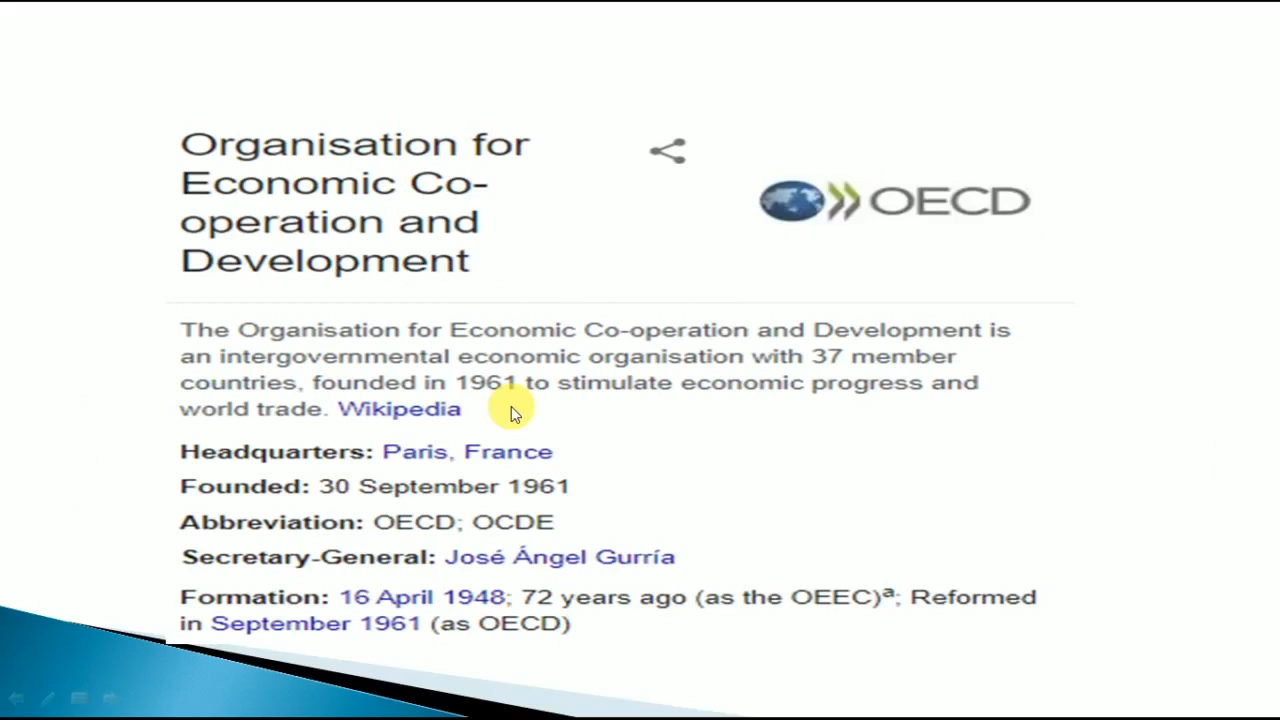 Organisation for
Economic Co-
operation and
Development
OECD
The Organisation for Economic Co-operation and Development is
an intergovernmental economic organisation with 37 member
countries, founded in 1961 to stimulate economic progress and
world trade. Wikipedia
Headquarters: Paris, France
Founded: 30 September 1961
Abbreviation: OECD; OCDE
Secretary-General: José Ángel Gurría
Formation: 16 April 1948; 72 years ago (as the OEEC)ª; Reformed
in September 1961 (as OECD)